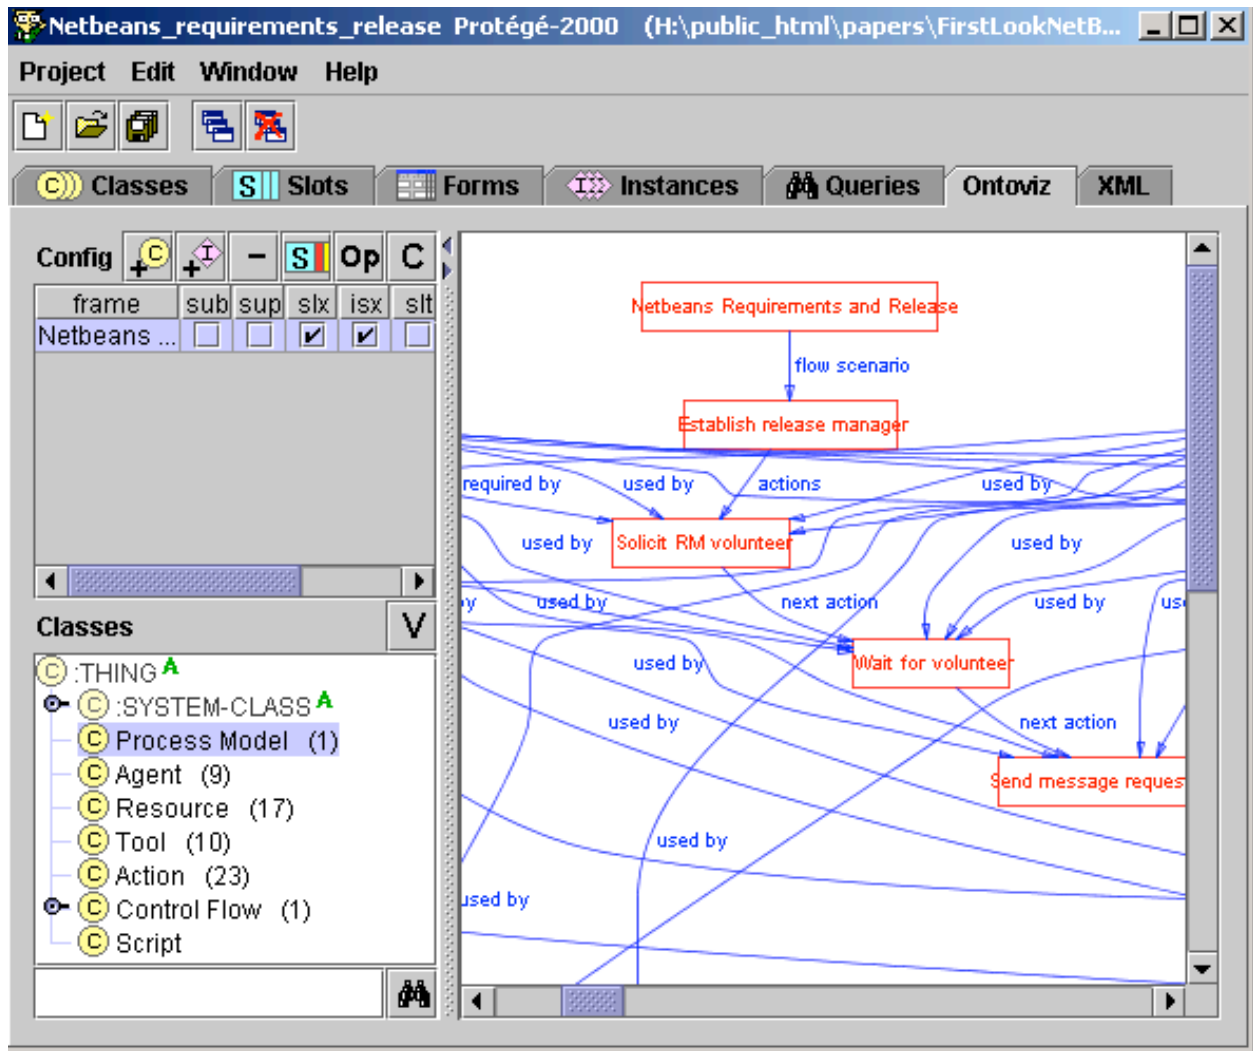 Netbeans_requirements_release Protégé-2000 (H:\public_html\papers\FirstLookNetB...
Project Edit Window Help
C Classes S Slots Forms I Instances Queries Ontoviz XML
Config C I – S Op C
frame sub sup slx isx slt
Netbeans ...
Classes V
C :THING A
C :SYSTEM-CLASS A
C Process Model (1)
C Agent (9)
C Resource (17)
C Tool (10)
C Action (23)
C Control Flow (1)
C Script
Netbeans Requirements and Release
flow scenario
Establish release manager
required by used by actions used by
used by Solicit RM volunteer used by
y used by next action used by us
used by Wait for volunteer
used by next action
Send message reques
used by
used by